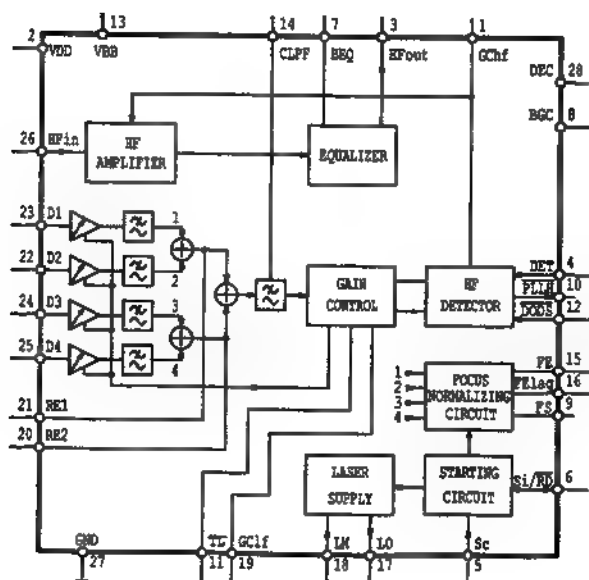 13 14 7 3 1
2 VDD VBB CLPF BEQ HFout GChf
DEC 28
BGC 8
26 HFin HF AMPLIFIER EQUALIZER
23 D1 1
22 D2 2
24 D3 3
25 D4 4
GAIN CONTROL
HF DETECTOR
DET 4
PLLH 10
DODS 12
21 RE1
20 RE2
1
2
3
4
FOCUS NORMALIZING CIRCUIT
FE 15
FElag 16
FS 9
LASER SUPPLY
STARTING CIRCUIT
Si/RD 6
GND TL GClf LM LO Sc
27 11 19 18 17 5